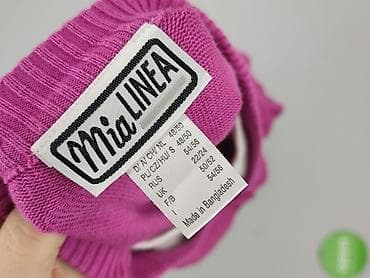 Mia LINEA
D/A/CH/NL 48/50
PL/CZ/HU/S 48/50
RUS 54/56
UK 22/24
F/B 50/52
I 54/56
Made in Bangladesh